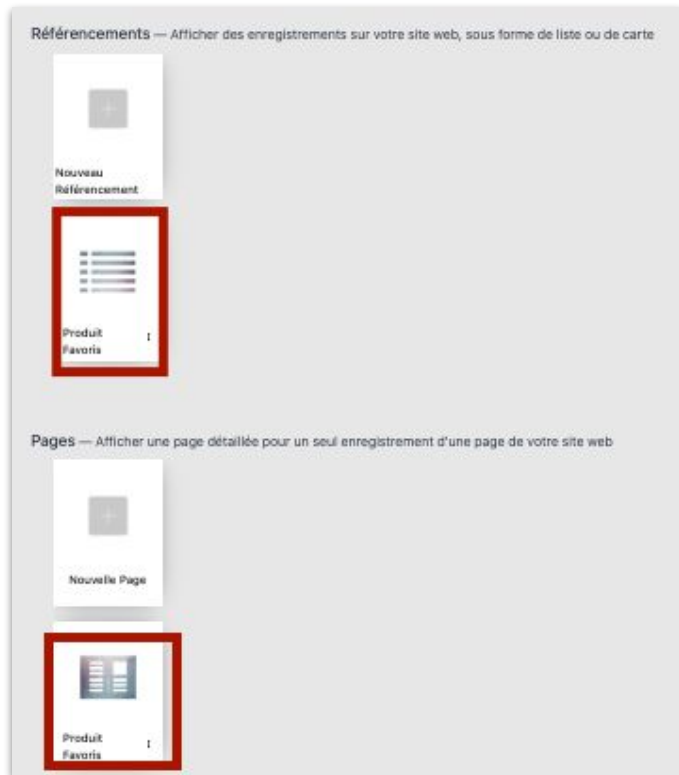 Référencements — Afficher des enregistrements sur votre site web, sous forme de liste ou de carte
Nouveau
Référencement
Produit
Favoris
Pages — Afficher une page détaillée pour un seul enregistrement d'une page de votre site web
Nouvelle Page
Produit
Favoris